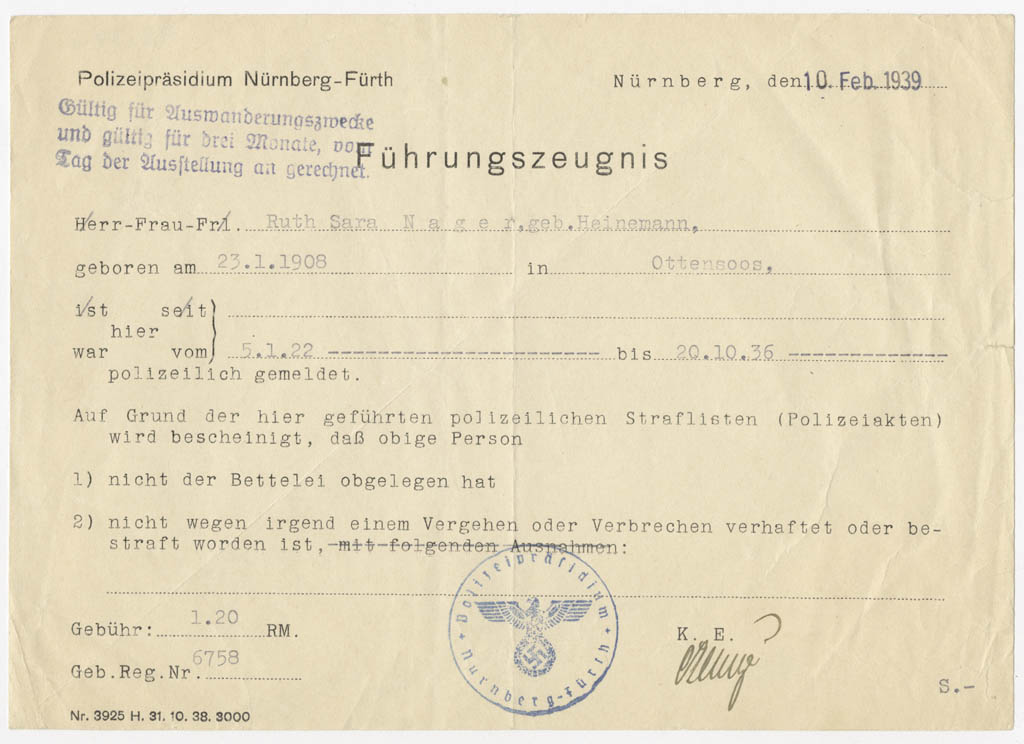 Polizeipräsidium Nürnberg-Fürth
Nürnberg, den 10. Feb. 1939
Gültig für Auswanderungszwecke
und gültig für drei Monate, vom
Tag der Ausstellung an gerechnet.
Führungszeugnis
Herr-Frau-Frl. Ruth Sara N a g e r, geb. Heinemann,
geboren am 23.1.1908 in Ottensoos,
ist seit
hier
war vom 5.1.22 bis 20.10.36
polizeilich gemeldet.
Auf Grund der hier geführten polizeilichen Straflisten (Polizeiakten)
wird bescheinigt, daß obige Person
1) nicht der Bettelei obgelegen hat
2) nicht wegen irgend einem Vergehen oder Verbrechen verhaftet oder be-
straft worden ist, mit folgenden Ausnahmen:
Polizeipräsidium
Nürnberg-Fürth
Gebühr: 1.20 RM.
K. E.
Geb.Reg.Nr. 6758
S.-
Nr. 3925 H. 31. 10. 38. 3000